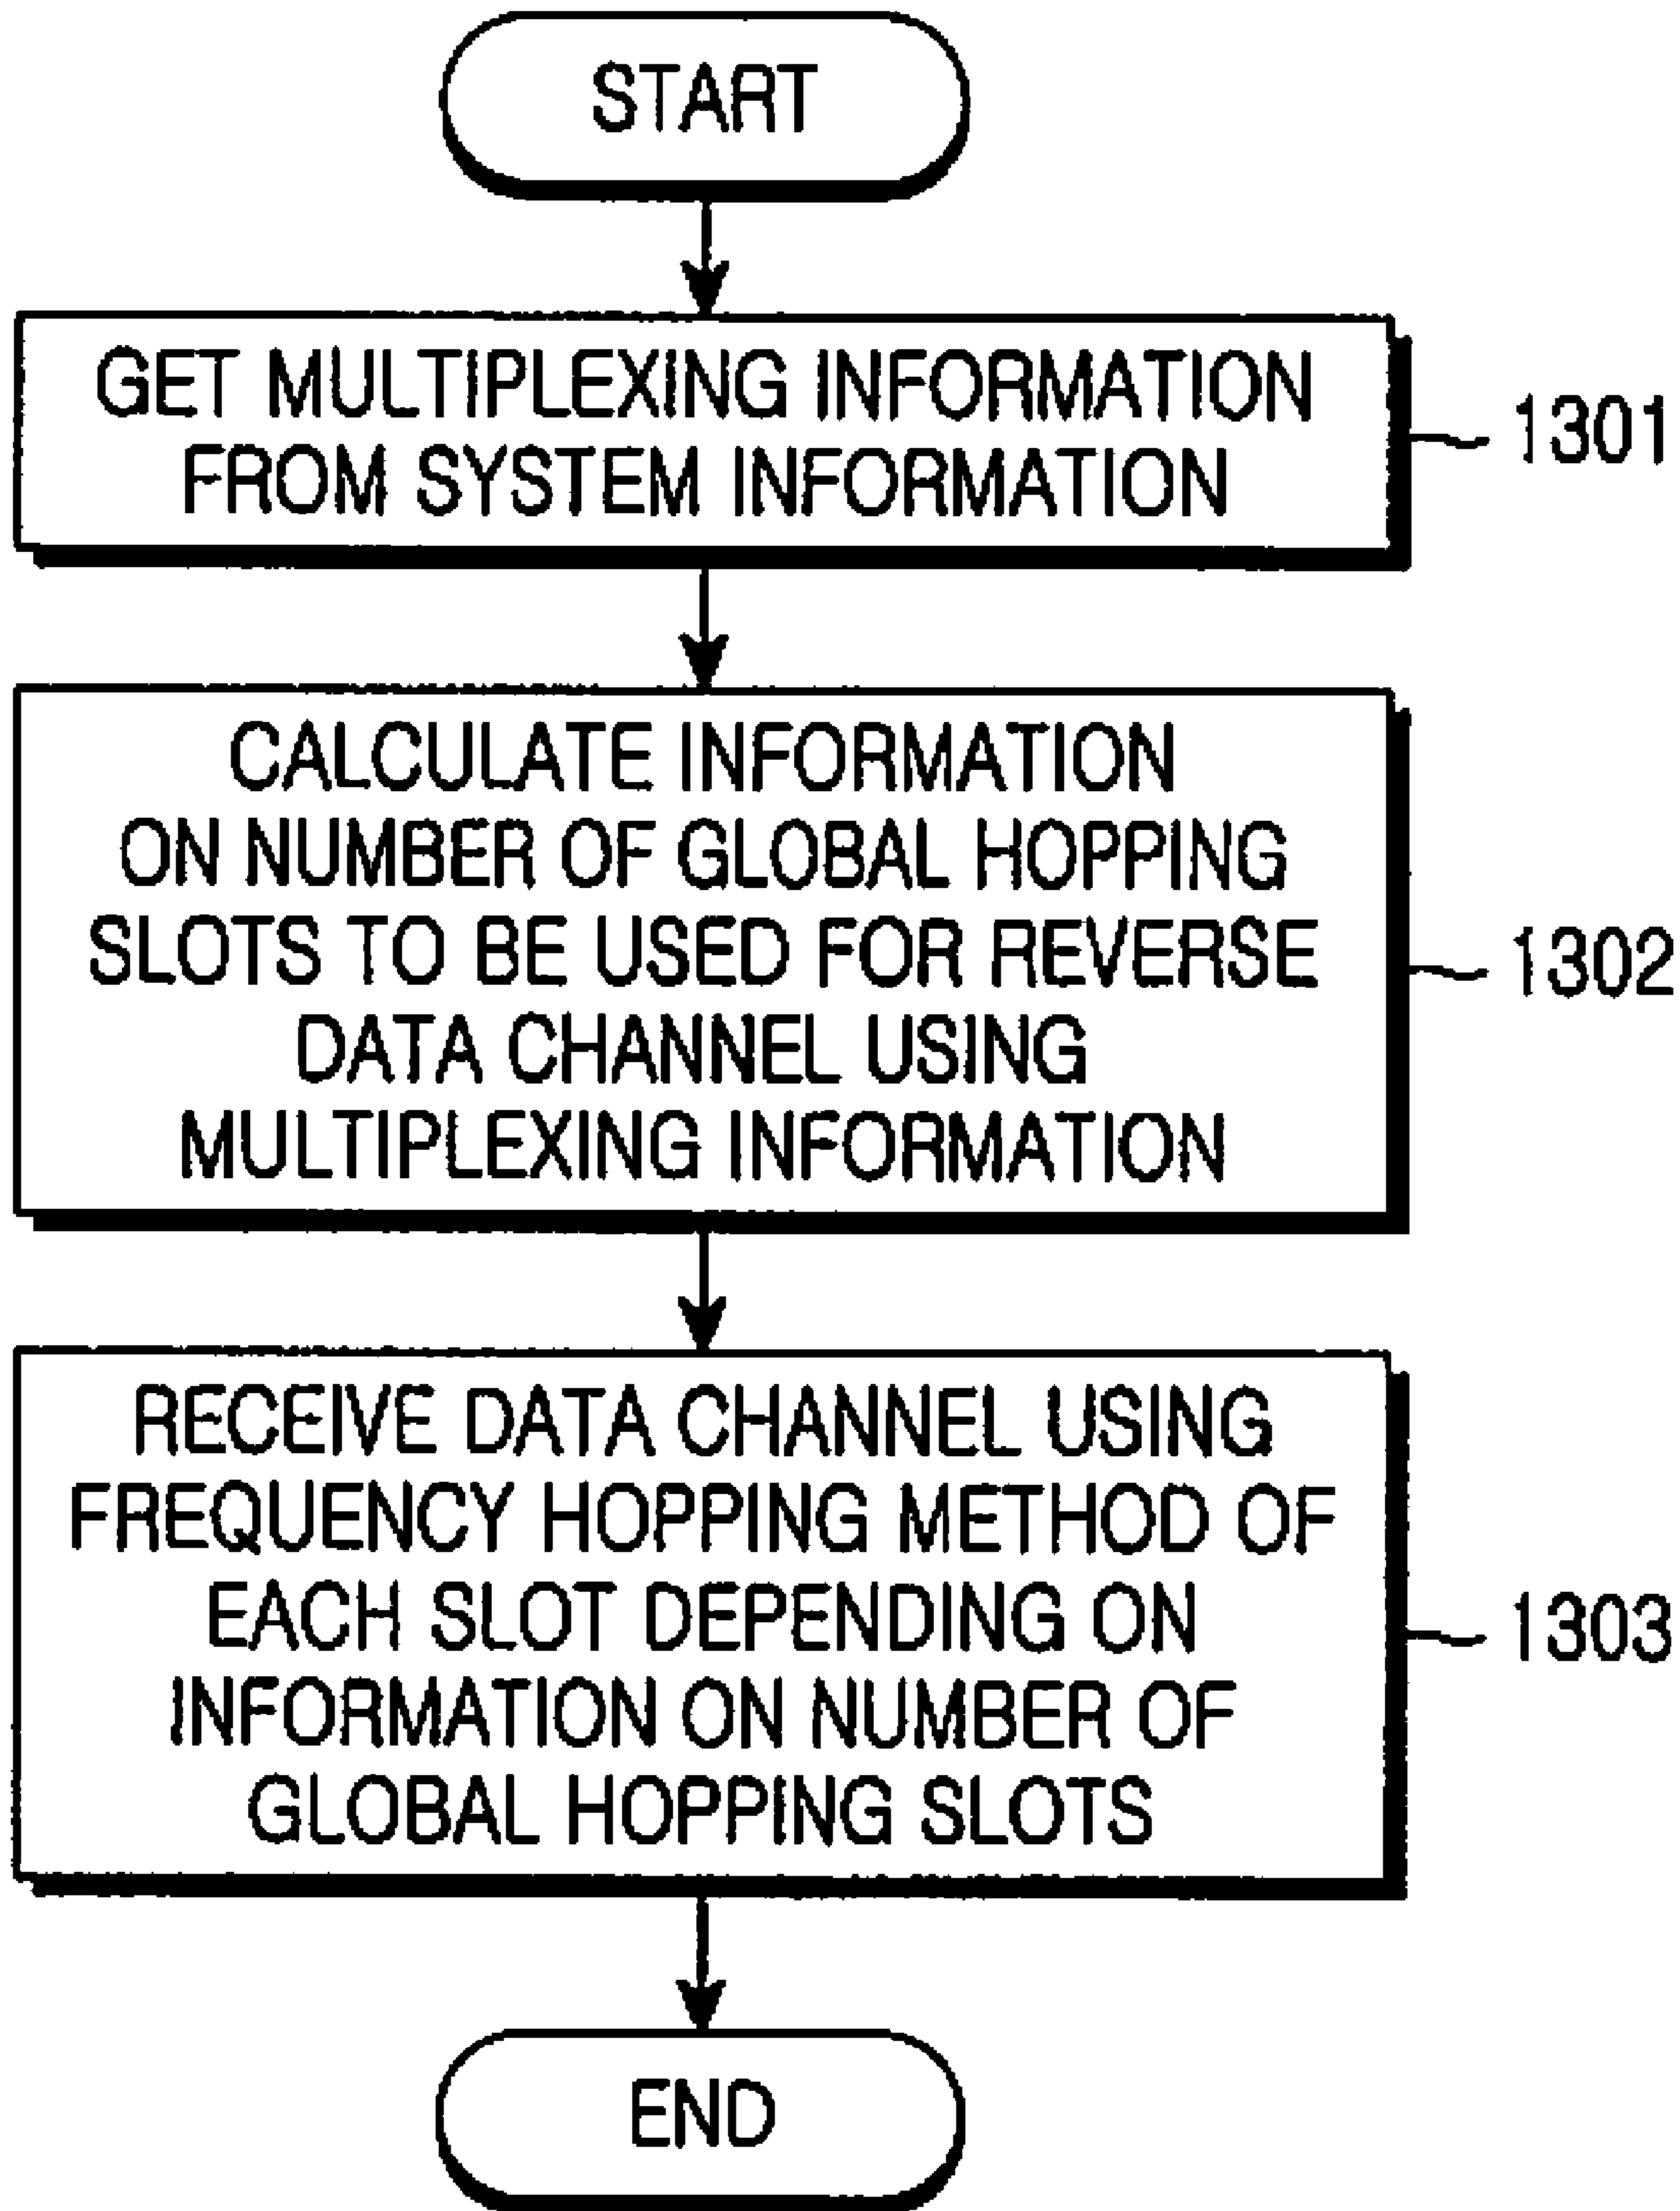 START
GET MULTIPLEXING INFORMATION
FROM SYSTEM INFORMATION
1301
CALCULATE INFORMATION
ON NUMBER OF GLOBAL HOPPING
SLOTS TO BE USED FOR REVERSE
DATA CHANNEL USING
MULTIPLEXING INFORMATION
1302
RECEIVE DATA CHANNEL USING
FREQUENCY HOPPING METHOD OF
EACH SLOT DEPENDING ON
INFORMATION ON NUMBER OF
GLOBAL HOPPING SLOTS
1303
END